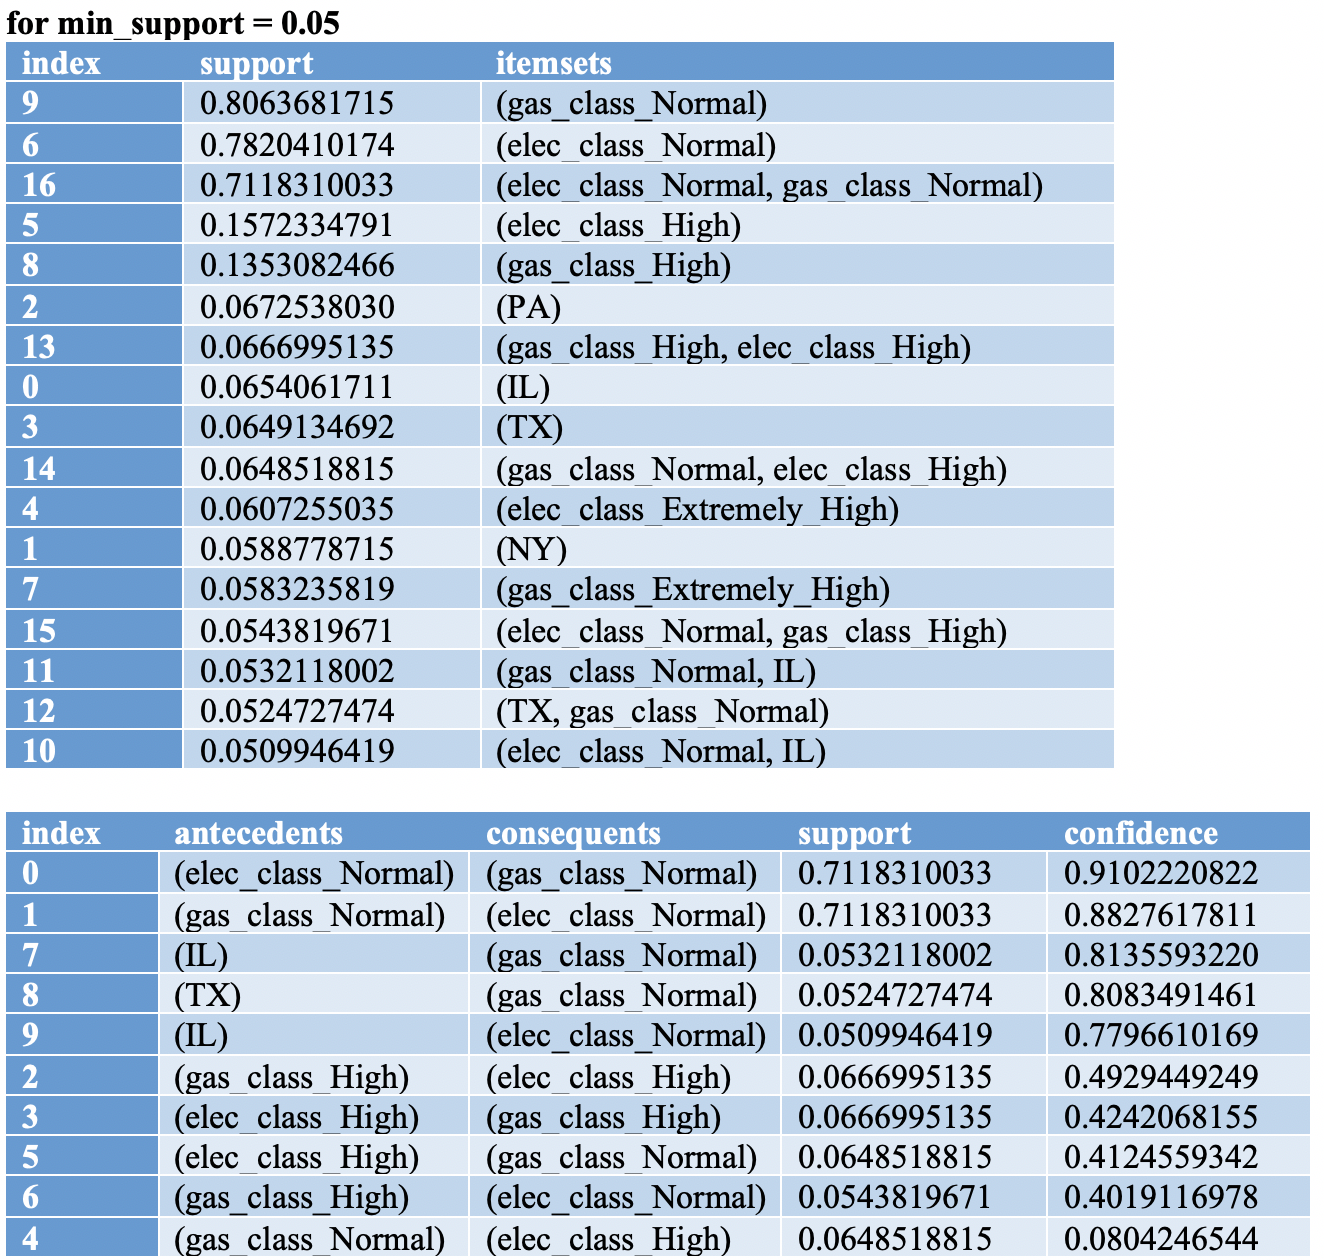 for min_support = 0.05
index support itemsets
9 0.8063681715 (gas_class_Normal)
6 0.7820410174 (elec_class_Normal)
16 0.7118310033 (elec_class_Normal, gas_class_Normal)
5 0.1572334791 (elec_class_High)
8 0.1353082466 (gas_class_High)
2 0.0672538030 (PA)
13 0.0666995135 (gas_class_High, elec_class_High)
0 0.0654061711 (IL)
3 0.0649134692 (TX)
14 0.0648518815 (gas_class_Normal, elec_class_High)
4 0.0607255035 (elec_class_Extremely_High)
1 0.0588778715 (NY)
7 0.0583235819 (gas_class_Extremely_High)
15 0.0543819671 (elec_class_Normal, gas_class_High)
11 0.0532118002 (gas_class_Normal, IL)
12 0.0524727474 (TX, gas_class_Normal)
10 0.0509946419 (elec_class_Normal, IL)
index antecedents consequents support confidence
0 (elec_class_Normal) (gas_class_Normal) 0.7118310033 0.9102220822
1 (gas_class_Normal) (elec_class_Normal) 0.7118310033 0.8827617811
7 (IL) (gas_class_Normal) 0.0532118002 0.8135593220
8 (TX) (gas_class_Normal) 0.0524727474 0.8083491461
9 (IL) (elec_class_Normal) 0.0509946419 0.7796610169
2 (gas_class_High) (elec_class_High) 0.0666995135 0.4929449249
3 (elec_class_High) (gas_class_High) 0.0666995135 0.4242068155
5 (elec_class_High) (gas_class_Normal) 0.0648518815 0.4124559342
6 (gas_class_High) (elec_class_Normal) 0.0543819671 0.4019116978
4 (gas_class_Normal) (elec_class_High) 0.0648518815 0.0804246544